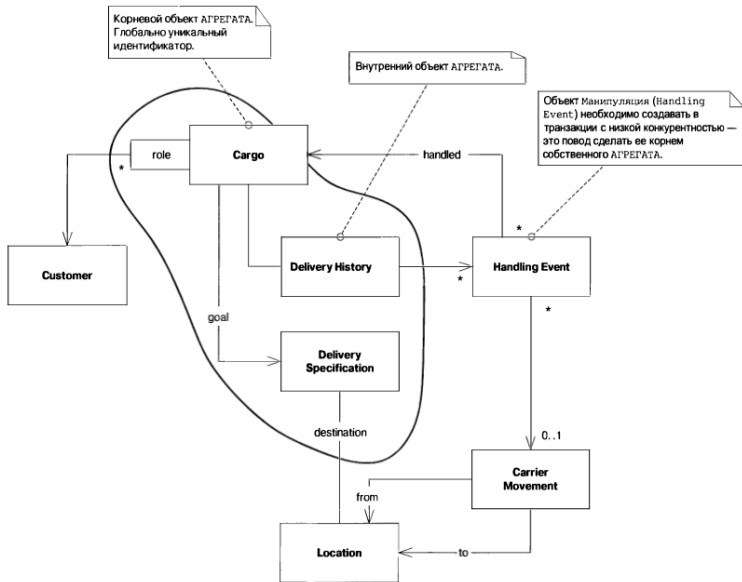 Корневой объект АГРЕГАТА.
Глобально уникальный
идентификатор.
Внутренний объект АГРЕГАТА.
Объект Манипуляция (Handling
Event) необходимо создавать в
транзакции с низкой конкурентностью —
это повод сделать ее корнем
собственного АГРЕГАТА.
role
*
Cargo
handled
Customer
Delivery History
*
*
Handling Event
*
goal
Delivery
Specification
destination
0..1
Carrier
Movement
from
Location
to